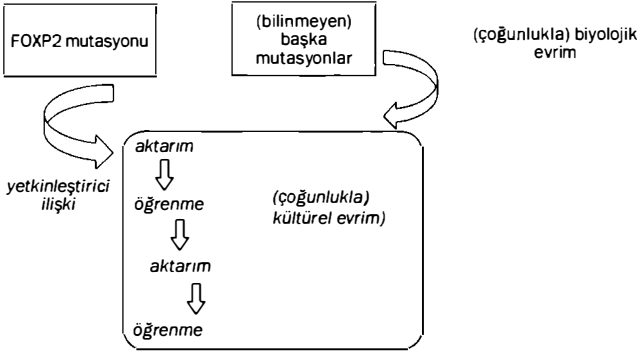 FOXP2 mutasyonu
(bilinmeyen)
başka
mutasyonlar
(çoğunlukla) biyolojik
evrim
yetkinleştirici
ilişki
aktarım
öğrenme
aktarım
öğrenme
(çoğunlukla)
kültürel evrim)